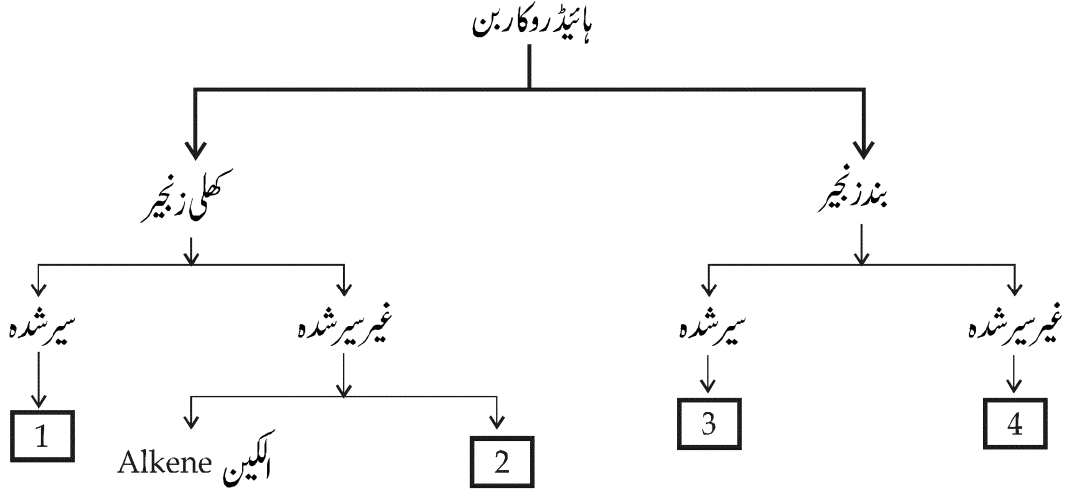 ہائیڈروکاربن
بند زنجیر
کھلی زنجیر
غیر سیر شدہ
سیر شدہ
غیر سیر شدہ
سیر شدہ
4
3
2
الکین Alkene
1